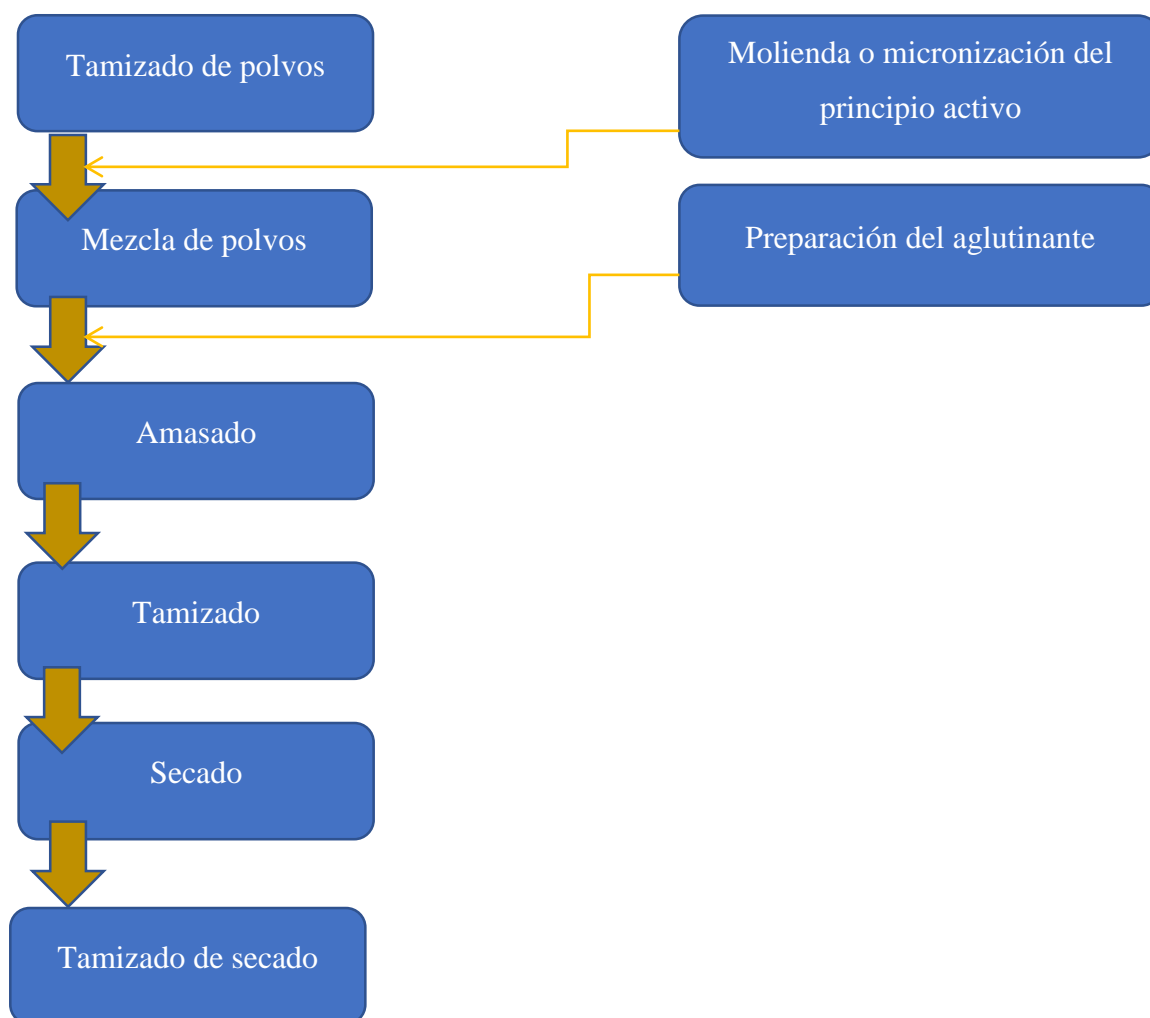 Tamizado de polvos
Molienda o micronización del
principio activo
Mezcla de polvos
Preparación del aglutinante
Amasado
Tamizado
Secado
Tamizado de secado